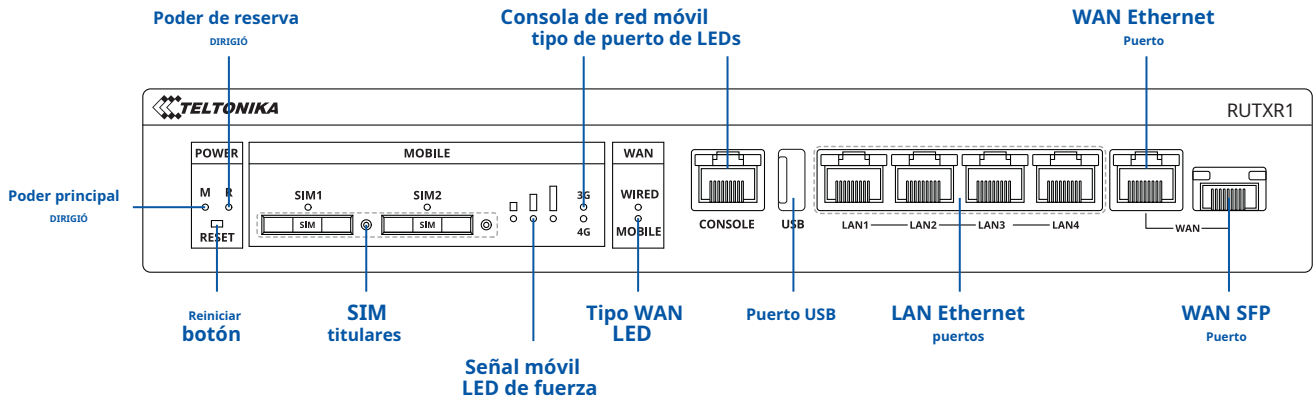 Poder de reserva
DIRIGIÓ
Consola de red móvil
tipo de puerto de LEDs
WAN Ethernet
Puerto
TELTONIKA
RUTXR1
POWER
MOBILE
WAN
Poder principal
DIRIGIÓ
M R
SIM1
SIM2
3G
WIRED
SIM
SIM
RESET
4G
MOBILE
CONSOLE
USB
LAN1
LAN2
LAN3
LAN4
WAN
Reiniciar
botón
SIM
titulares
Tipo WAN
LED
Puerto USB
LAN Ethernet
puertos
WAN SFP
Puerto
Señal móvil
LED de fuerza